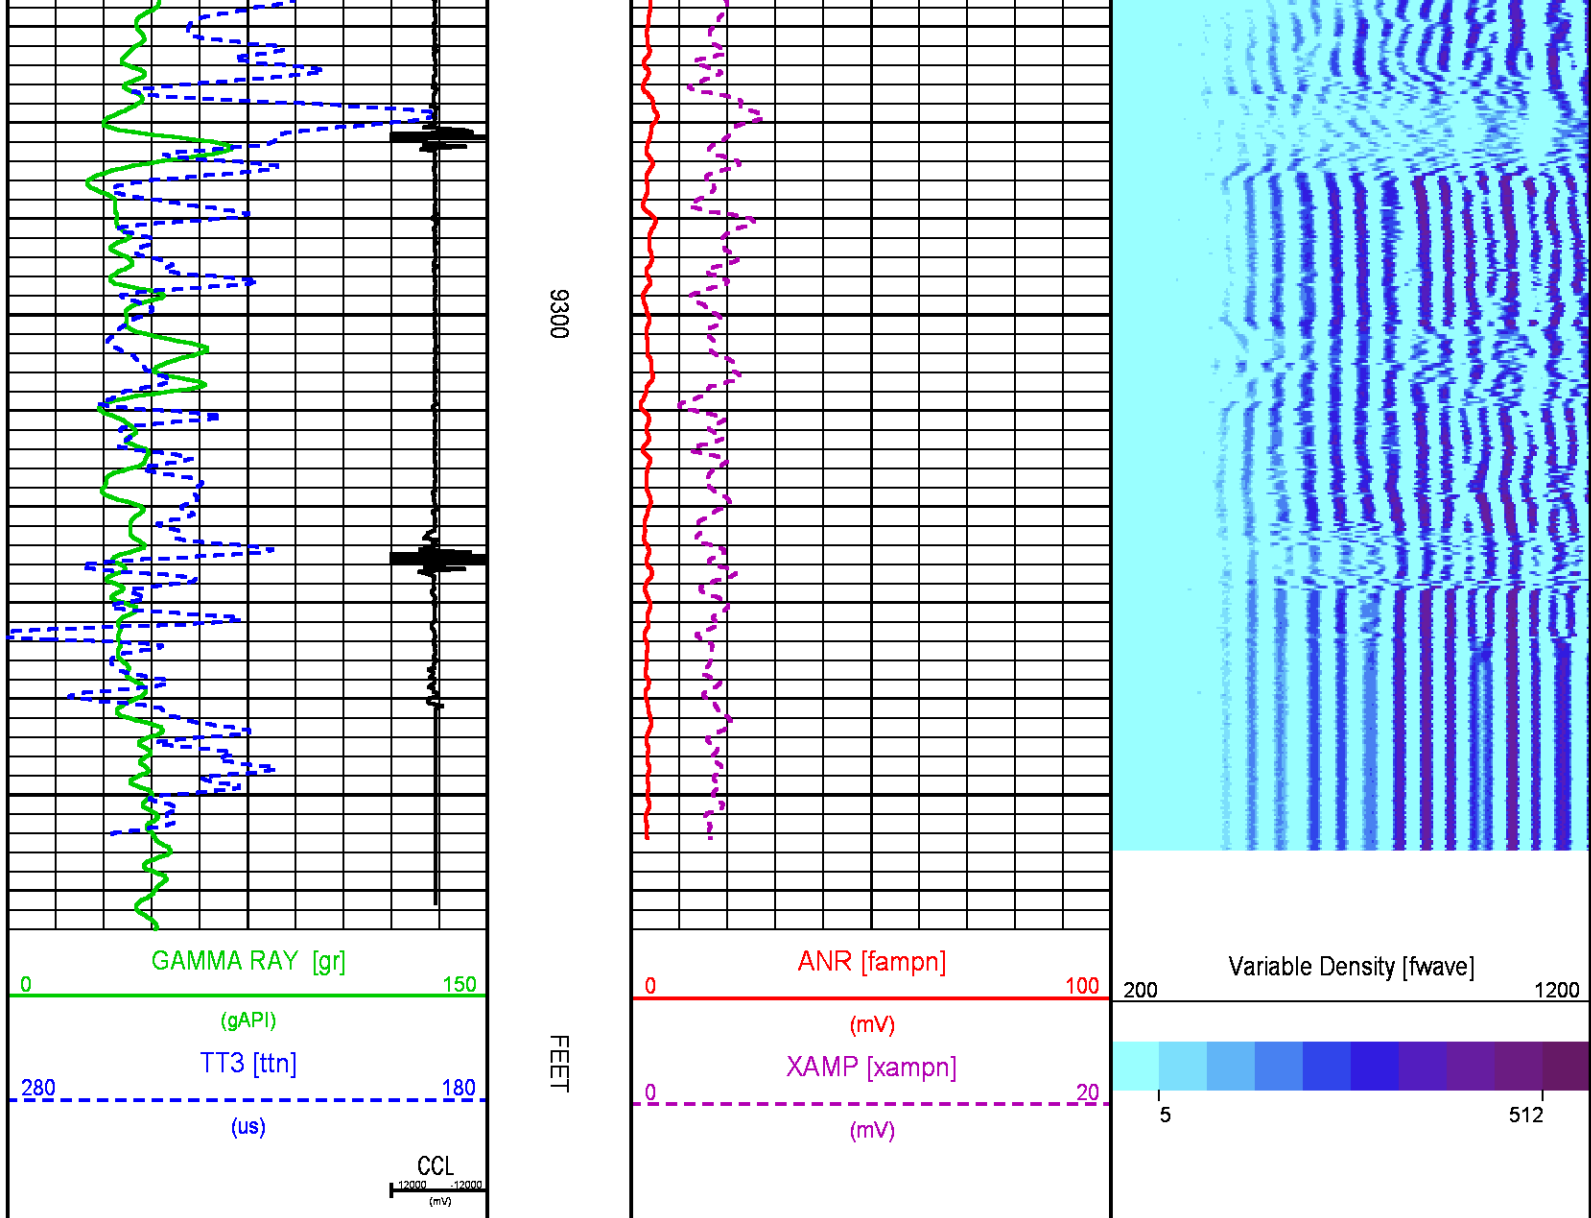 9300
GAMMA RAY [gr]
0 150
(gAPI)
TT3 [ttn]
280 180
(us)
CCL
12000 -12000
(mV)
FEET
ANR [fampn]
0 100
(mV)
XAMP [xampn]
0 20
(mV)
Variable Density [fwave]
200 1200
5 512